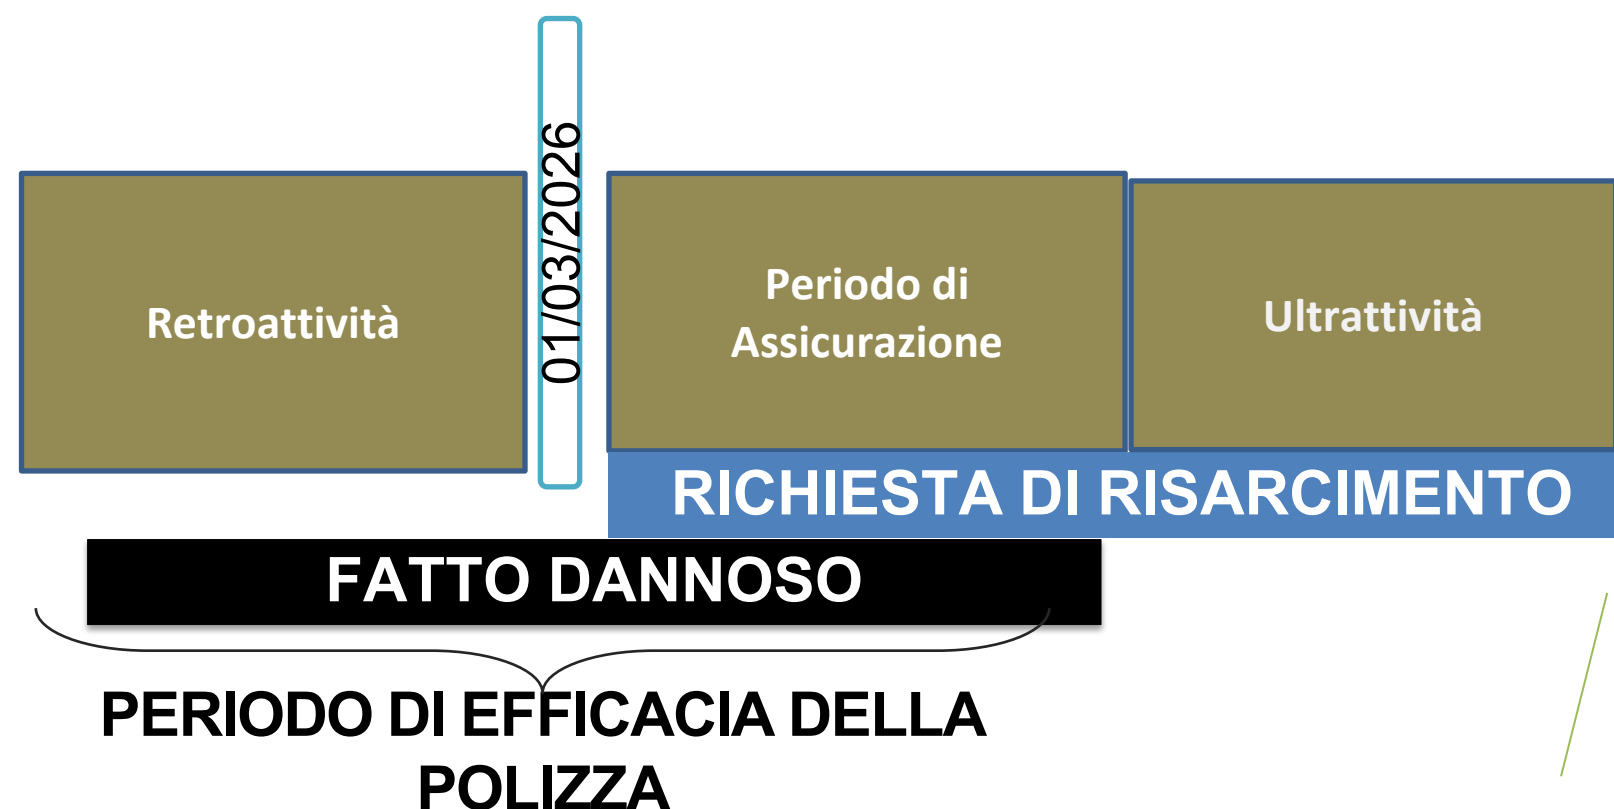 01/03/2026
Retroattività
Periodo di
Assicurazione
Ultrattività
RICHIESTA DI RISARCIMENTO
FATTO DANNOSO
PERIODO DI EFFICACIA DELLA
POLIZZA